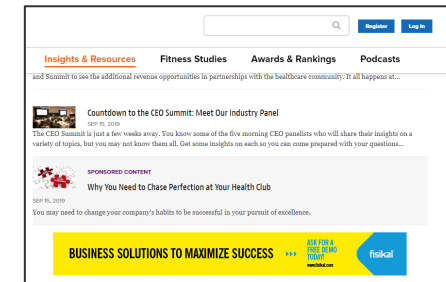 Register Log In
Insights & Resources Fitness Studies Awards & Rankings Podcasts
and Summit to see the additional revenue opportunities in partnerships with the healthcare community. It all happens at...
Countdown to the CEO Summit: Meet Our Industry Panel
SEP 15, 2019
The CEO Summit is just a few weeks away. You know some of the five morning CEO panelists who will share their insights on a
variety of topics, but you may not know them all. Get some insights on each so you can come prepared with your questions...
SPONSORED CONTENT
Why You Need to Chase Perfection at Your Health Club
SEP 15, 2019
You may need to change your company's habits to be successful in your pursuit of excellence.
BUSINESS SOLUTIONS TO MAXIMIZE SUCCESS
ASK FOR A
FREE DEMO
TODAY!
www.fisikal.com
fisikal